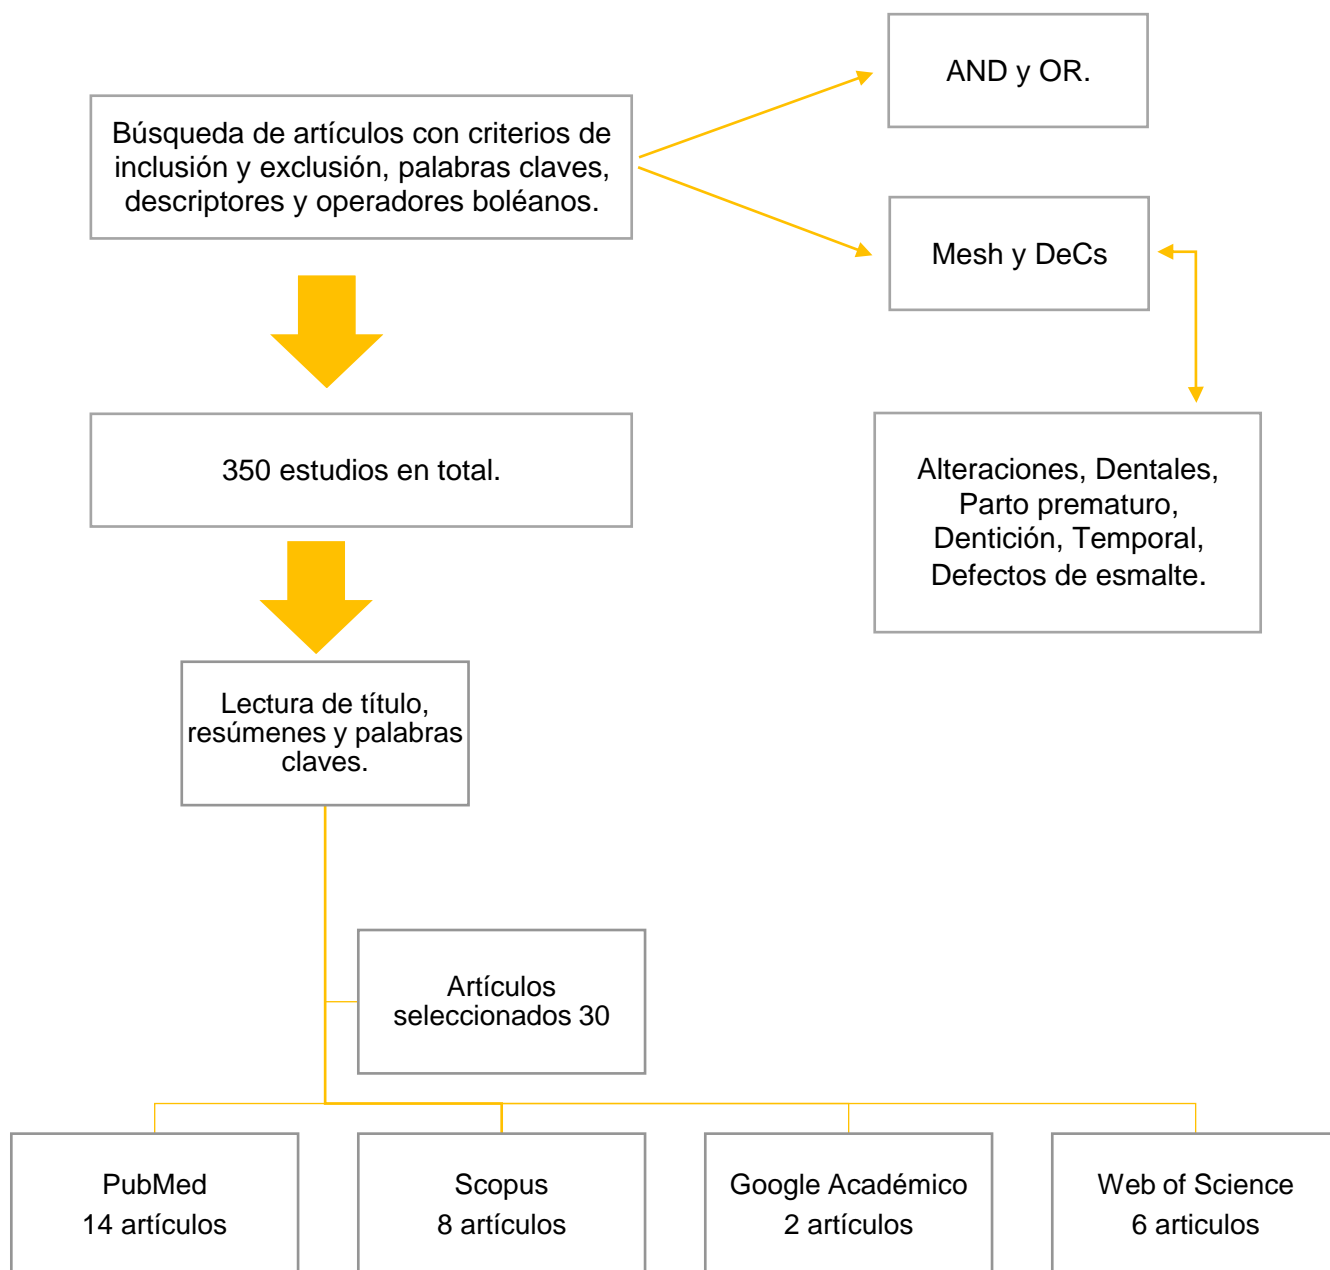 AND y OR.
Búsqueda de artículos con criterios de
inclusión y exclusión, palabras claves,
descriptores y operadores boléanos.
Mesh y DeCs
350 estudios en total.
Alteraciones, Dentales,
Parto prematuro,
Dentición, Temporal,
Defectos de esmalte.
Lectura de título,
resúmenes y palabras
claves.
Artículos
seleccionados 30
PubMed
14 artículos
Scopus
8 artículos
Google Académico
2 artículos
Web of Science
6 articulos